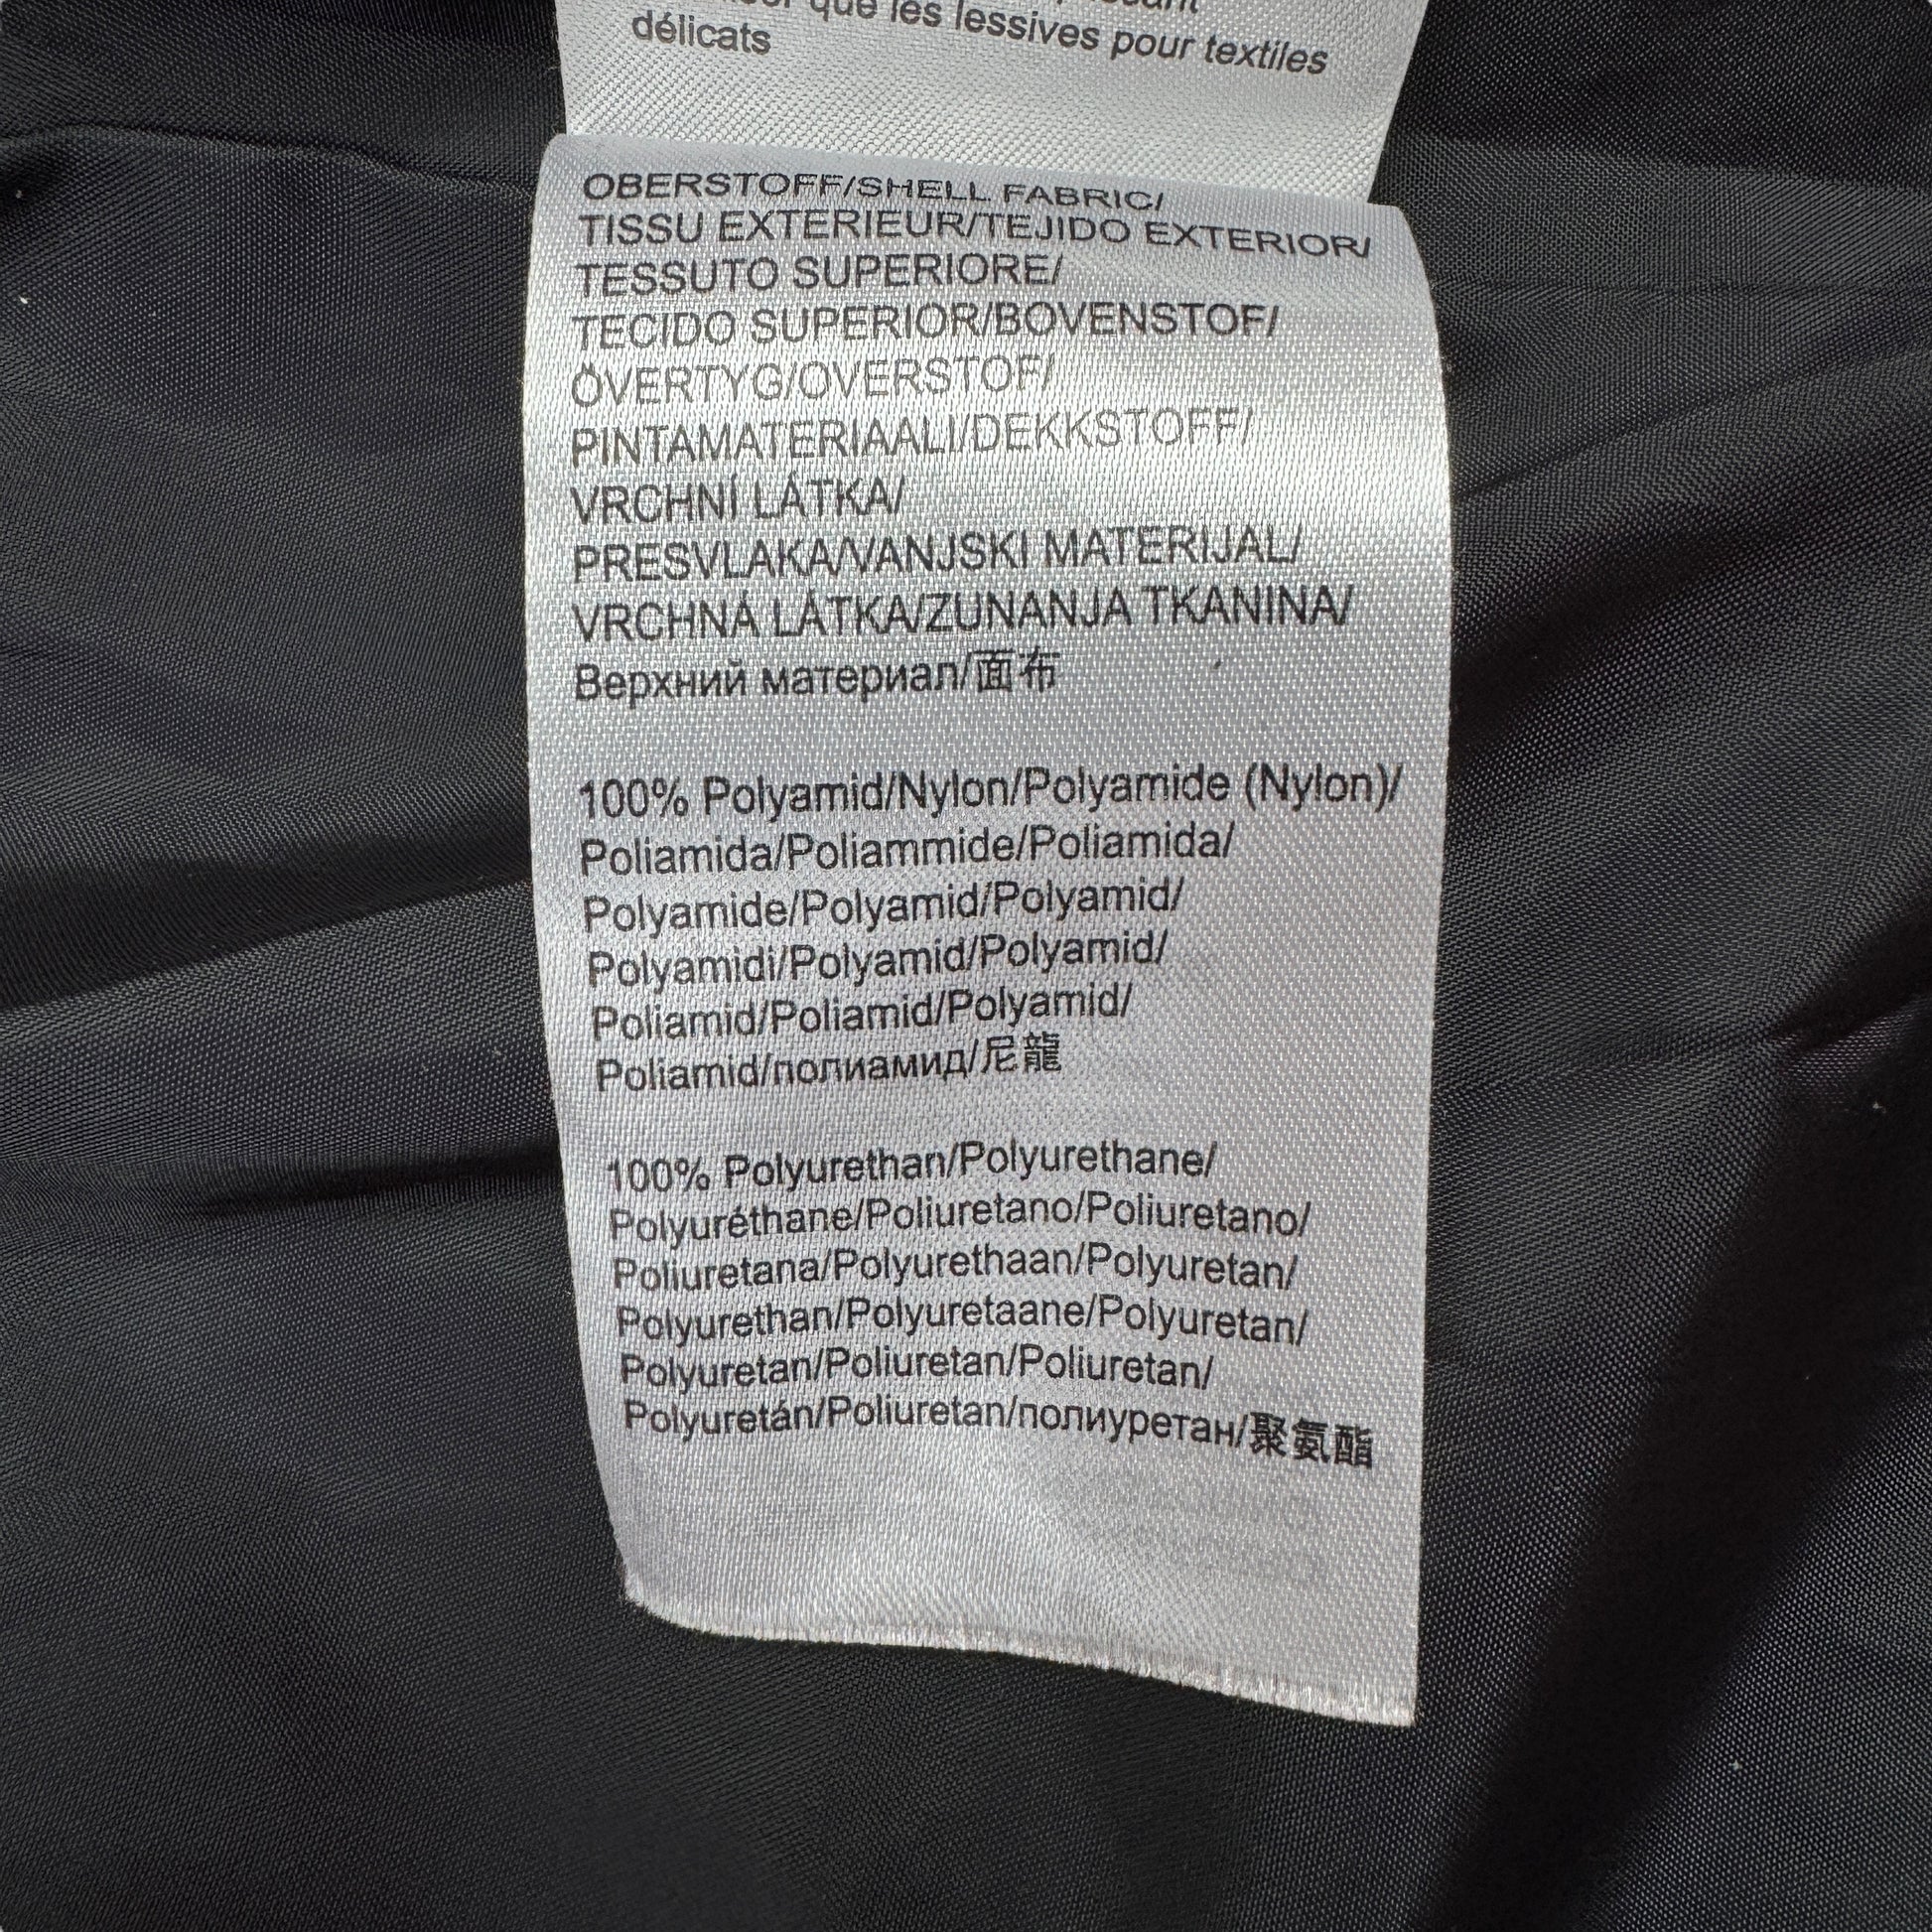 que les lessives pour textiles
délicats
OBERSTOFF/SHELL FABRIC/
TISSU EXTERIEUR/TEJIDO EXTERIOR/
TESSUTO SUPERIORE/
TECIDO SUPERIOR/BOVENSTOF/
ÖVERTYG/OVERSTOF/
PINTAMATERIAALI/DEKKSTOFF/
VRCHNÍ LÁTKA/
PRESVLAKA/VANJSKI MATERIJAL/
VRCHNÁ LÁTKA/ZUNANJA TKANINA/
Верхний материал/面布
100% Polyamid/Nylon/Polyamide (Nylon)/
Poliamida/Poliammide/Poliamida/
Polyamide/Polyamid/Polyamid/
Polyamidi/Polyamid/Polyamid/
Poliamid/Poliamid/Polyamid/
Poliamid/полиамид/尼龍
100% Polyurethan/Polyurethane/
Polyuréthane/Poliuretano/Poliuretano/
Poliuretana/Polyurethaan/Polyuretan/
Polyurethan/Polyuretaane/Polyuretan/
Polyuretan/Poliuretan/Poliuretan/
Polyuretán/Poliuretan/полиуретан/聚氨酯